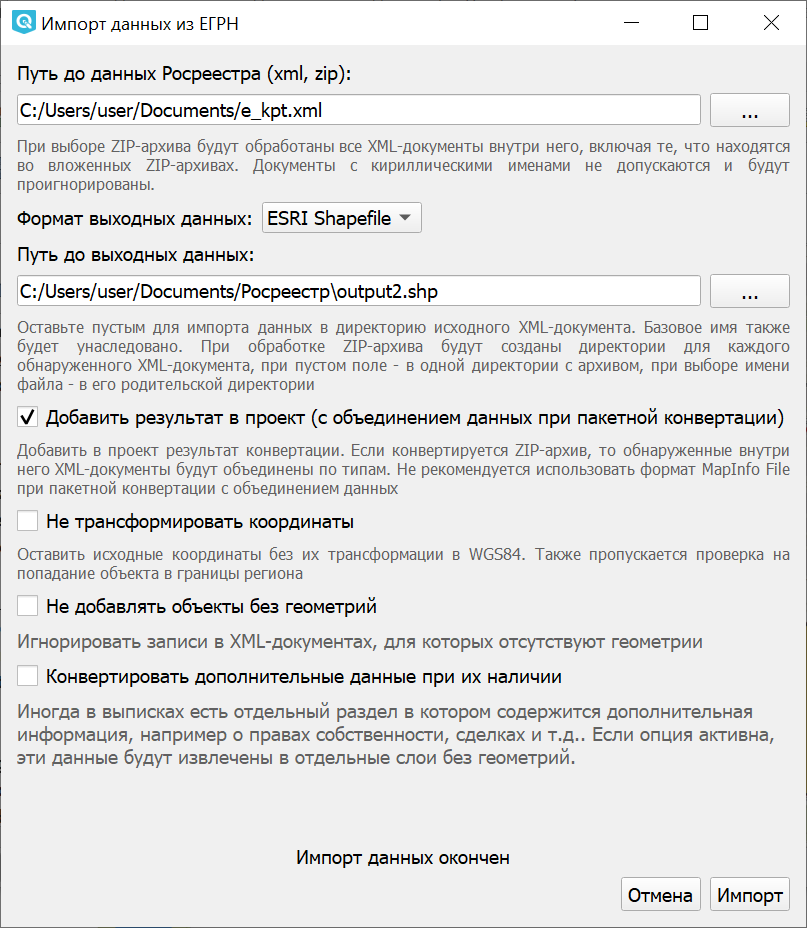 Импорт данных из ЕГРН
Путь до данных Росреестра (xml, zip):
C:/Users/user/Documents/e_kpt.xml
...
При выборе ZIP-архива будут обработаны все XML-документы внутри него, включая те, что находятся
во вложенных ZIP-архивах. Документы с кириллическими именами не допускаются и будут
проигнорированы.
Формат выходных данных: ESRI Shapefile
Путь до выходных данных:
C:/Users/user/Documents/Росреестр\output2.shp
...
Оставьте пустым для импорта данных в директорию исходного XML-документа. Базовое имя также
будет унаследовано. При обработке ZIP-архива будут созданы директории для каждого
обнаруженного XML-документа, при пустом поле - в одной директории с архивом, при выборе имени
файла - в его родительской директории
Добавить результат в проект (с объединением данных при пакетной конвертации)
Добавить в проект результат конвертации. Если конвертируется ZIP-архив, то обнаруженные внутри
него XML-документы будут объединены по типам. Не рекомендуется использовать формат MapInfo File
при пакетной конвертации с объединением данных
Не трансформировать координаты
Оставить исходные координаты без их трансформации в WGS84. Также пропускается проверка на
попадание объекта в границы региона
Не добавлять объекты без геометрий
Игнорировать записи в XML-документах, для которых отсутствуют геометрии
Конвертировать дополнительные данные при их наличии
Иногда в выписках есть отдельный раздел в котором содержится дополнительная
информация, например о правах собственности, сделках и т.д.. Если опция активна,
эти данные будут извлечены в отдельные слои без геометрий.
Импорт данных окончен
Отмена
Импорт